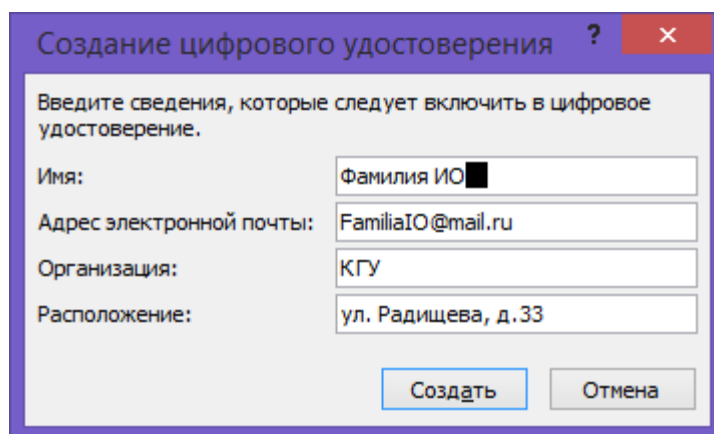 Создание цифрового удостоверения ? ×
Введите сведения, которые следует включить в цифровое
удостоверение.
Имя: Фамилия ИО
Адрес электронной почты: FamiliaIO@mail.ru
Организация: КГУ
Расположение: ул. Радищева, д.33
Создать Отмена